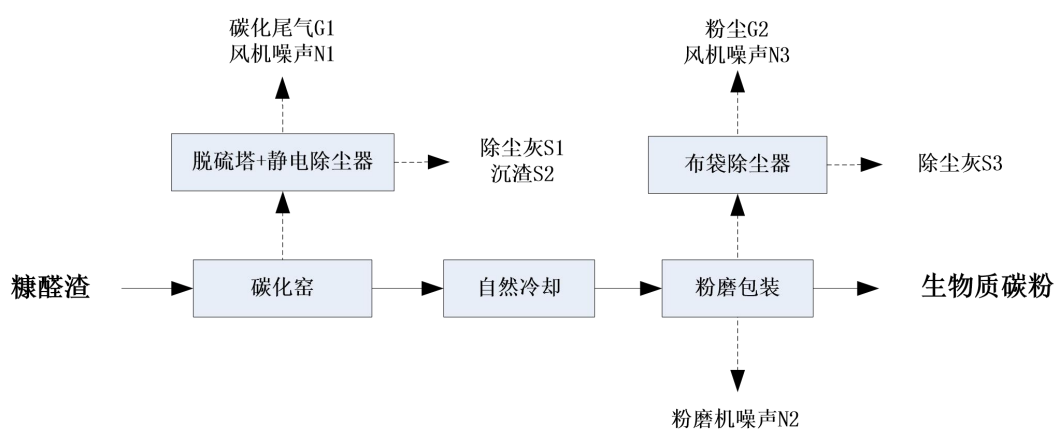 碳化尾气G1
风机噪声N1
粉尘G2
风机噪声N3
脱硫塔+静电除尘器
除尘灰S1
沉渣S2
布袋除尘器
除尘灰S3
糠醛渣
碳化窑
自然冷却
粉磨包装
生物质碳粉
粉磨机噪声N2